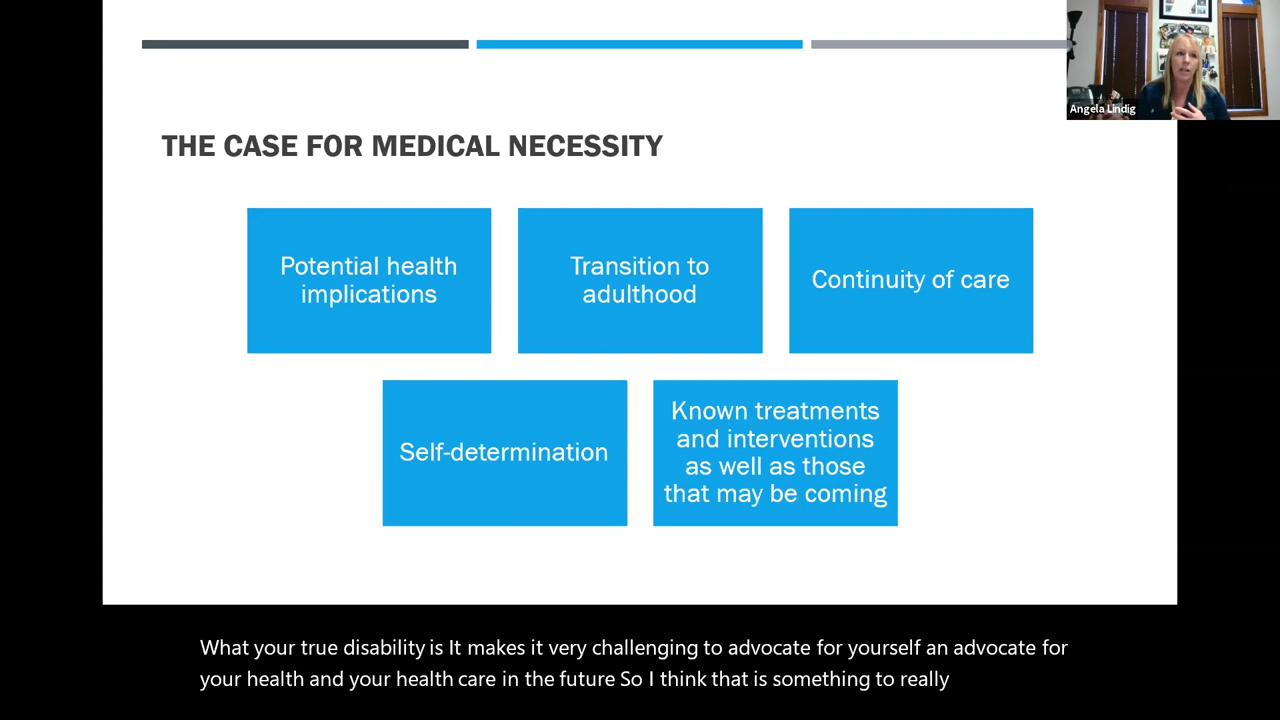 Angela Lindig
THE CASE FOR MEDICAL NECESSITY
Potential health
implications
Transition to
adulthood
Continuity of care
Self-determination
Known treatments
and interventions
as well as those
that may be coming
What your true disability is It makes it very challenging to advocate for yourself an advocate for
your health and your health care in the future So I think that is something to really